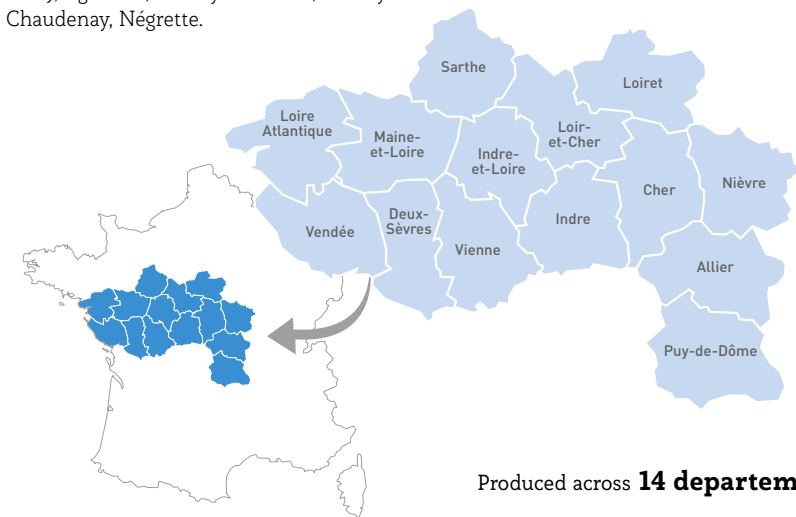 Chaudenay, Négrette.
Sarthe
Loiret
Loire
Atlantique
Maine-
et-Loire
Loir-
et-Cher
Indre-
et-Loire
Cher
Nièvre
Vendée
Deux-
Sèvres
Vienne
Indre
Allier
Puy-de-Dôme
Produced across 14 departem